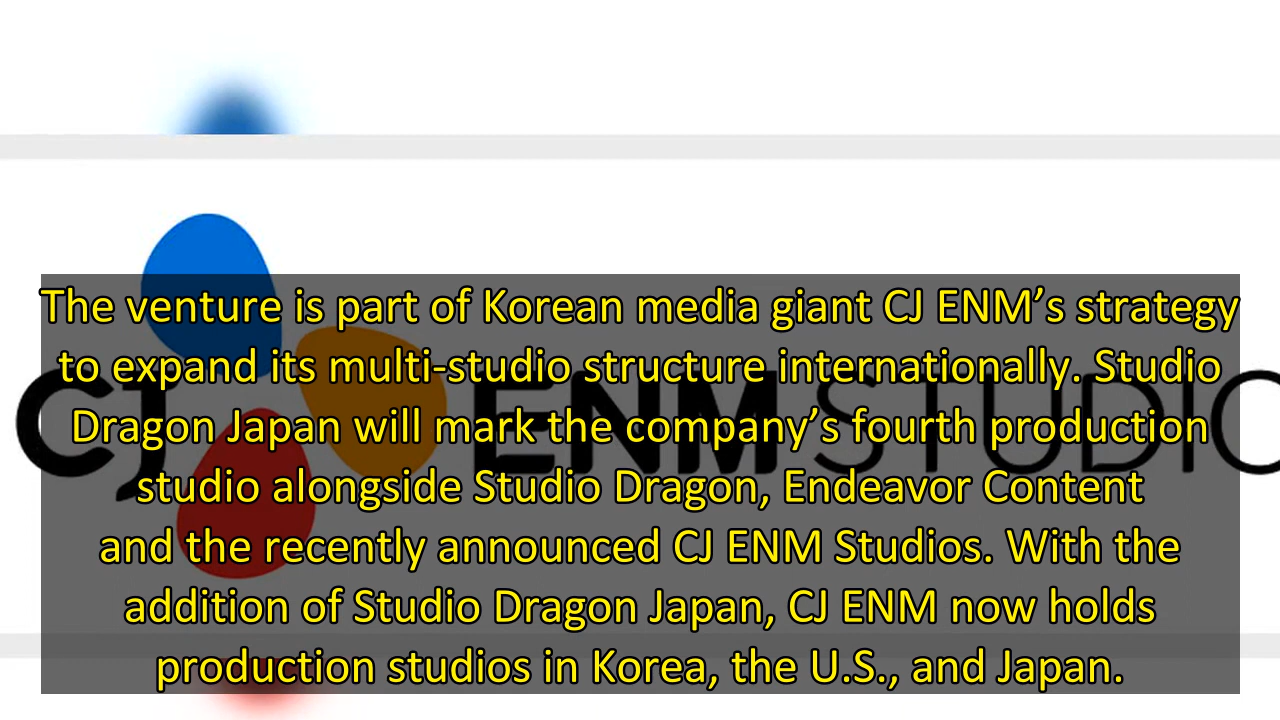 The venture is part of Korean media giant CJ ENM’s strategy
to expand its multi-studio structure internationally. Studio
Dragon Japan will mark the company’s fourth production
studio alongside Studio Dragon, Endeavor Content
and the recently announced CJ ENM Studios. With the
addition of Studio Dragon Japan, CJ ENM now holds
production studios in Korea, the U.S., and Japan.
CJ ENM STUDIO